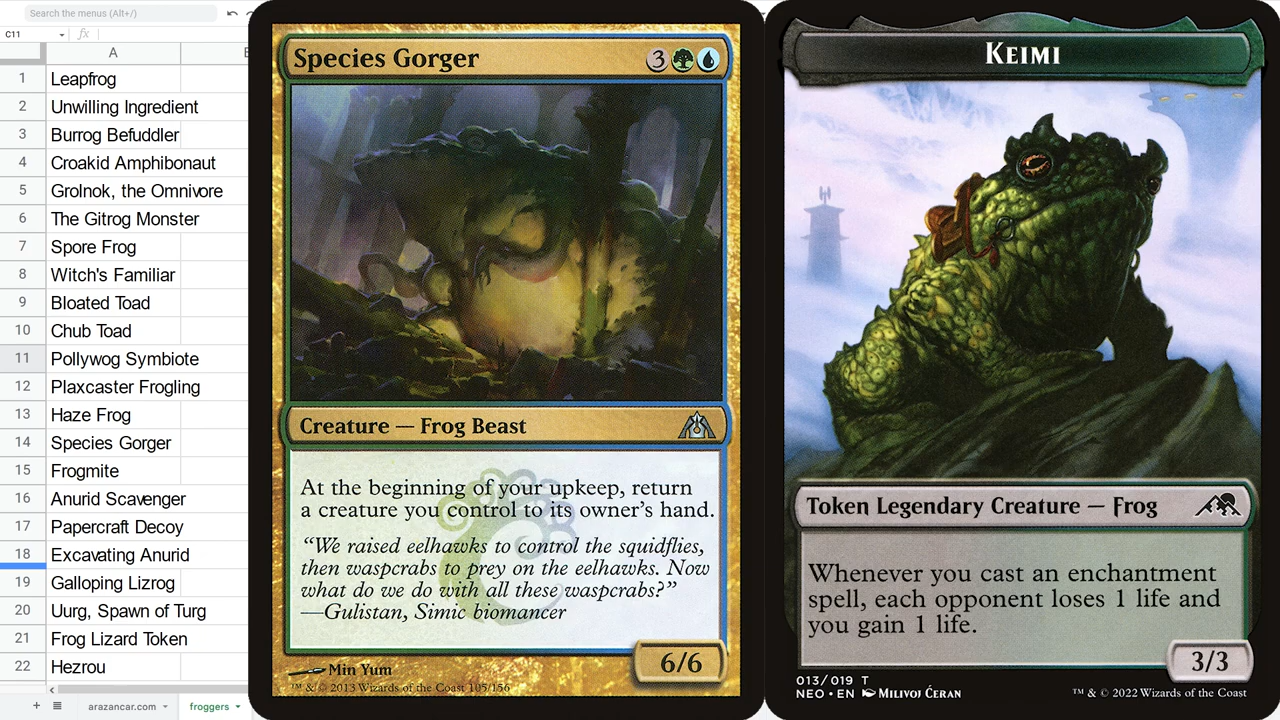 Search the menus (Alt+/)
C11
fx
A
1 Leapfrog
2 Unwilling Ingredient
3 Burrog Befuddler
4 Croakid Amphibonaut
5 Grolnok, the Omnivore
6 The Gitrog Monster
7 Spore Frog
8 Witch's Familiar
9 Bloated Toad
10 Chub Toad
11 Pollywog Symbiote
12 Plaxcaster Frogling
13 Haze Frog
14 Species Gorger
15 Frogmite
16 Anurid Scavenger
17 Papercraft Decoy
18 Excavating Anurid
19 Galloping Lizrog
20 Uurg, Spawn of Turg
21 Frog Lizard Token
22 Hezrou
arazancar.com
froggers
Species Gorger
3
Creature — Frog Beast
At the beginning of your upkeep, return
a creature you control to its owner's hand.
“We raised eelhawks to control the squidflies,
then waspcrabs to prey on the eelhawks. Now
what do we do with all these waspcrabs?”
—Gulistan, Simic biomancer
6/6
Min Yum
™ & © 2013 Wizards of the Coast 105/156
Keimi
Token Legendary Creature — Frog
Whenever you cast an enchantment
spell, each opponent loses 1 life and
you gain 1 life.
3/3
013/019 T
NEO • EN Milivoj Ćeran
™ & © 2022 Wizards of the Coast